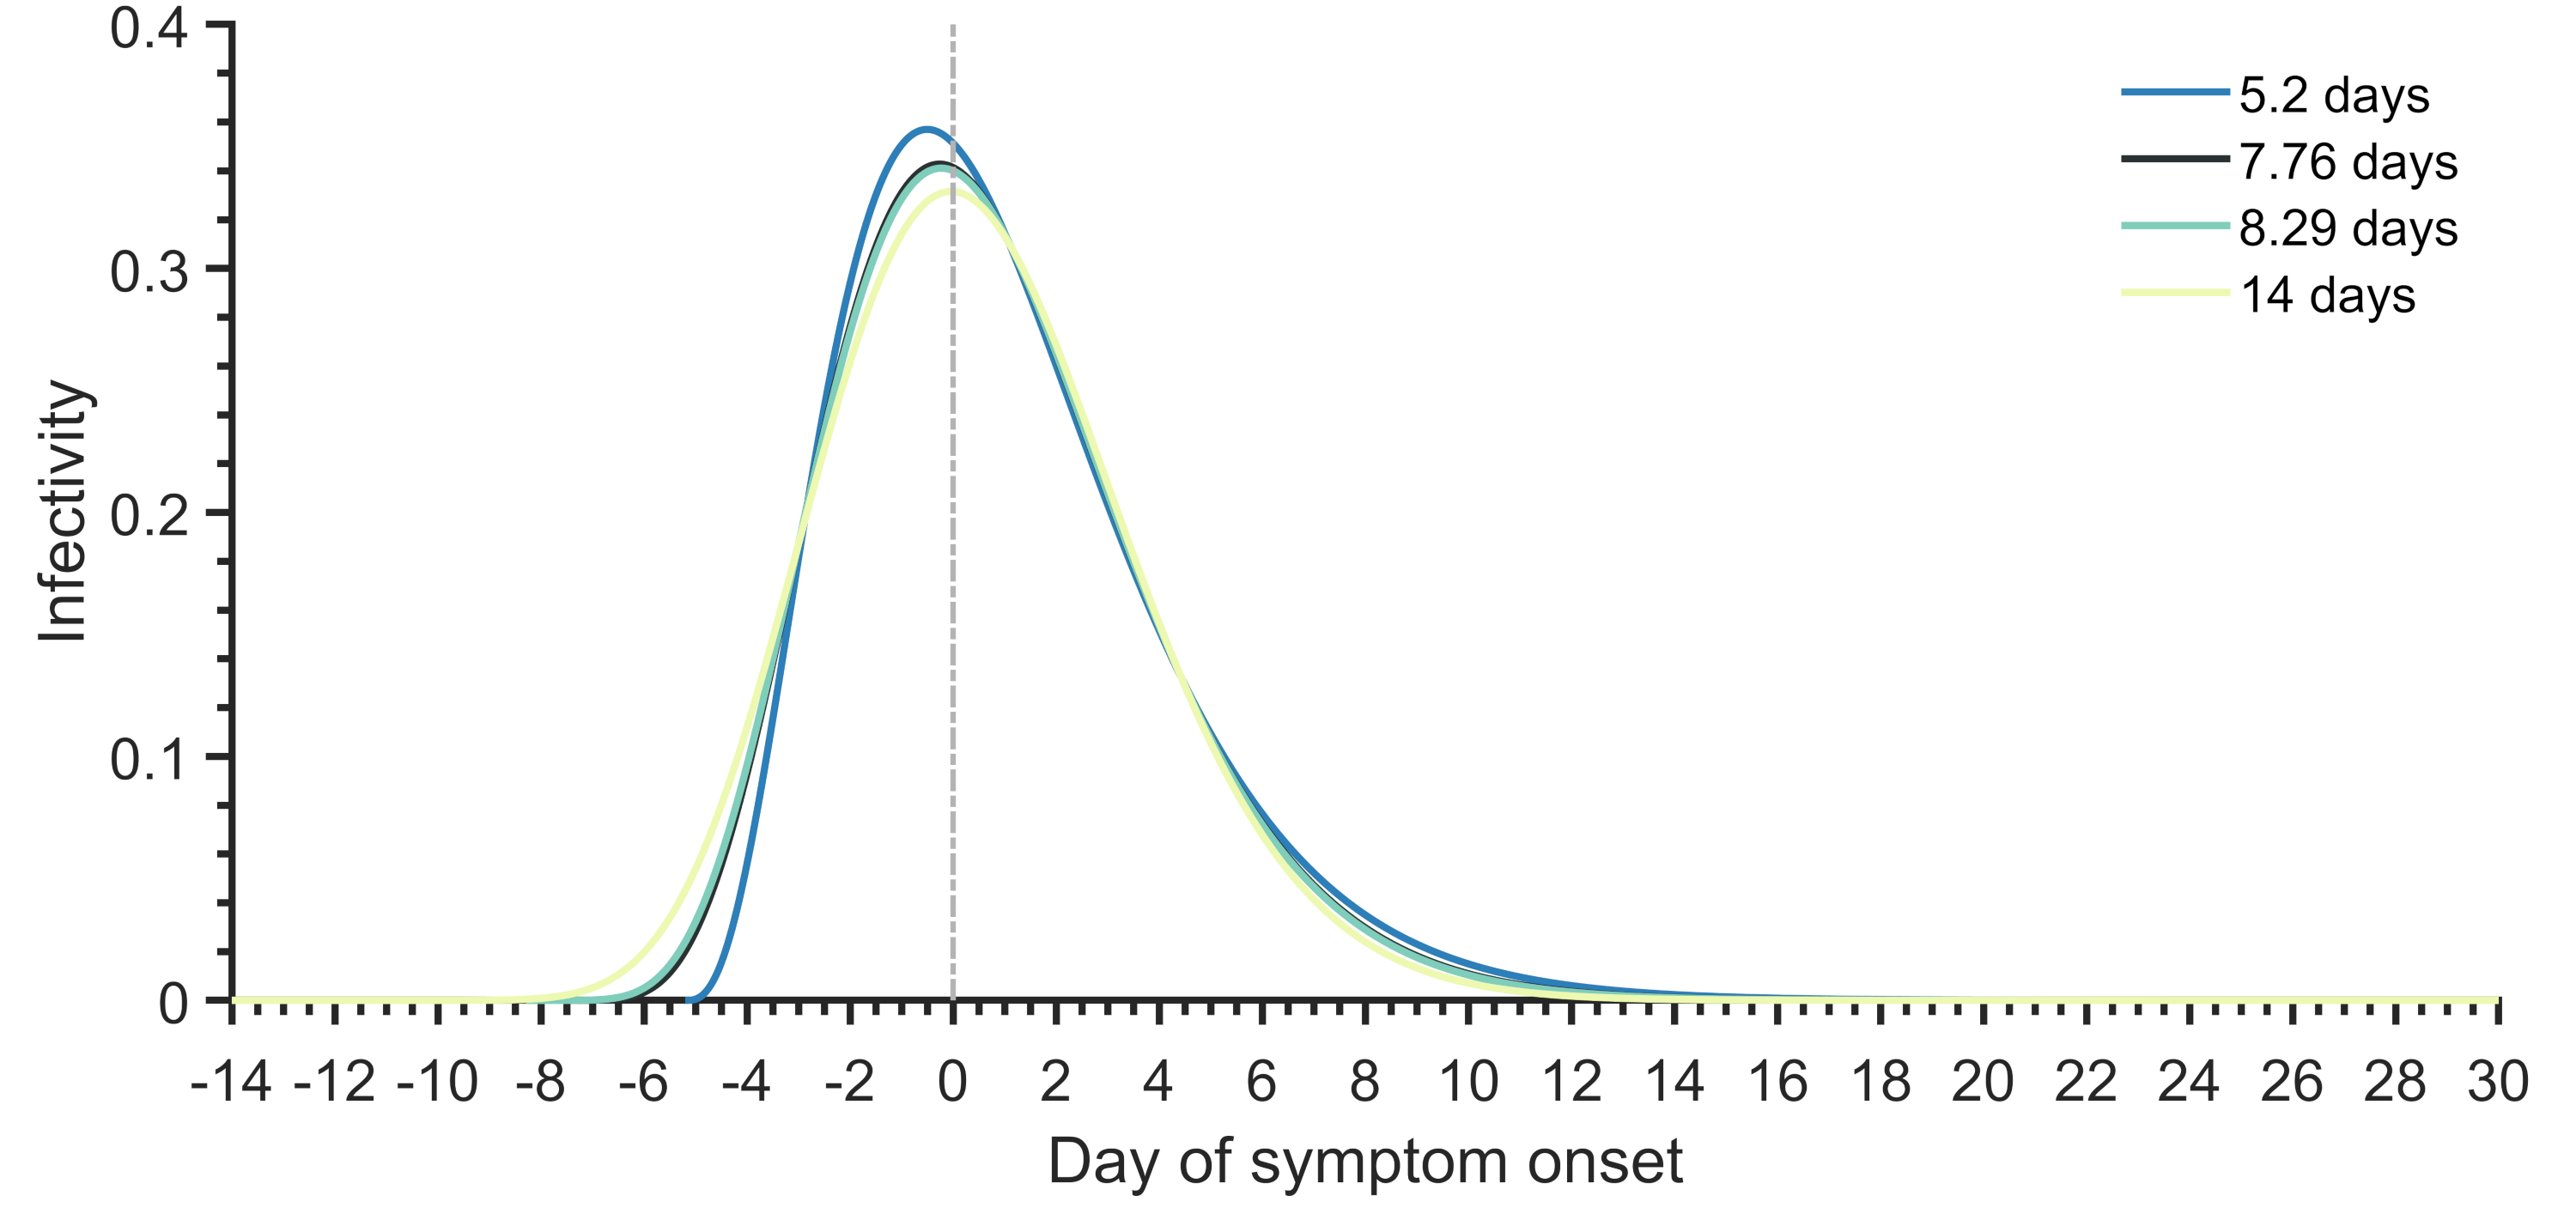 0.4
0.3
0.2
0.1
0
Infectivity
5.2 days
7.76 days
8.29 days
14 days
-14 -12 -10 -8 -6 -4 -2 0 2 4 6 8 10 12 14 16 18 20 22 24 26 28 30
Day of symptom onset